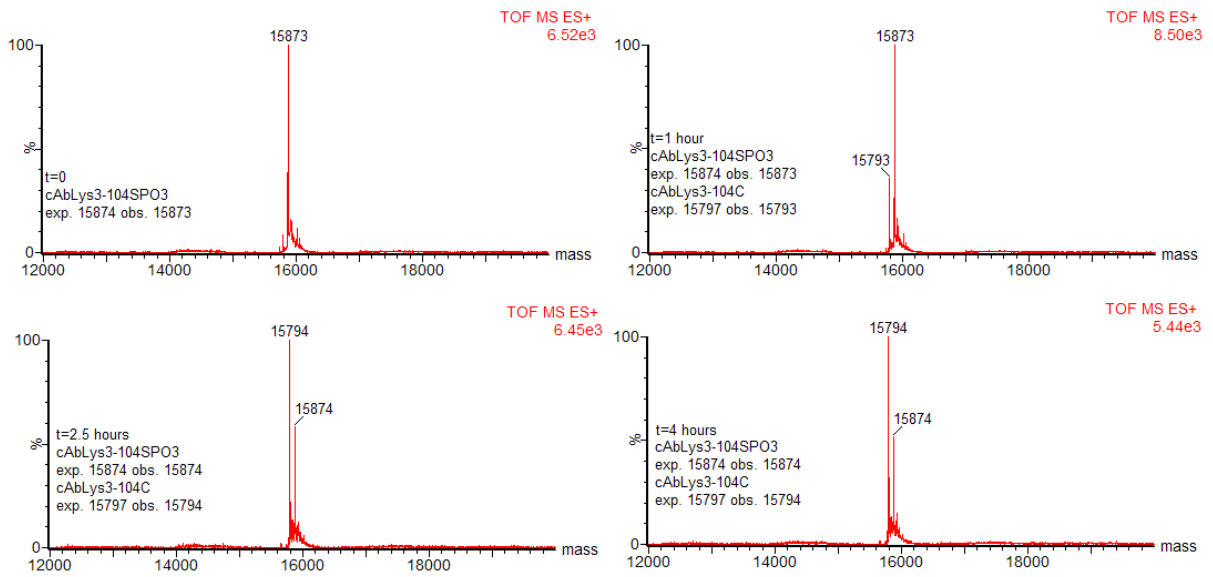 TOF MS ES+
6.52e3
15873
100
%
t=0
cAbLys3-104SPO3
exp. 15874 obs. 15873
0
mass
12000 14000 16000 18000
TOF MS ES+
8.50e3
15873
100
%
t=1 hour
cAbLys3-104SPO3
exp. 15874 obs. 15873
cAbLys3-104C
exp. 15797 obs. 15793
15793
0
mass
12000 14000 16000 18000
TOF MS ES+
6.45e3
15794
100
15874
%
t=2.5 hours
cAbLys3-104SPO3
exp. 15874 obs. 15874
cAbLys3-104C
exp. 15797 obs. 15794
0
mass
12000 14000 16000 18000
TOF MS ES+
5.44e3
15794
100
15874
%
t=4 hours
cAbLys3-104SPO3
exp. 15874 obs. 15874
cAbLys3-104C
exp. 15797 obs. 15794
0
mass
12000 14000 16000 18000